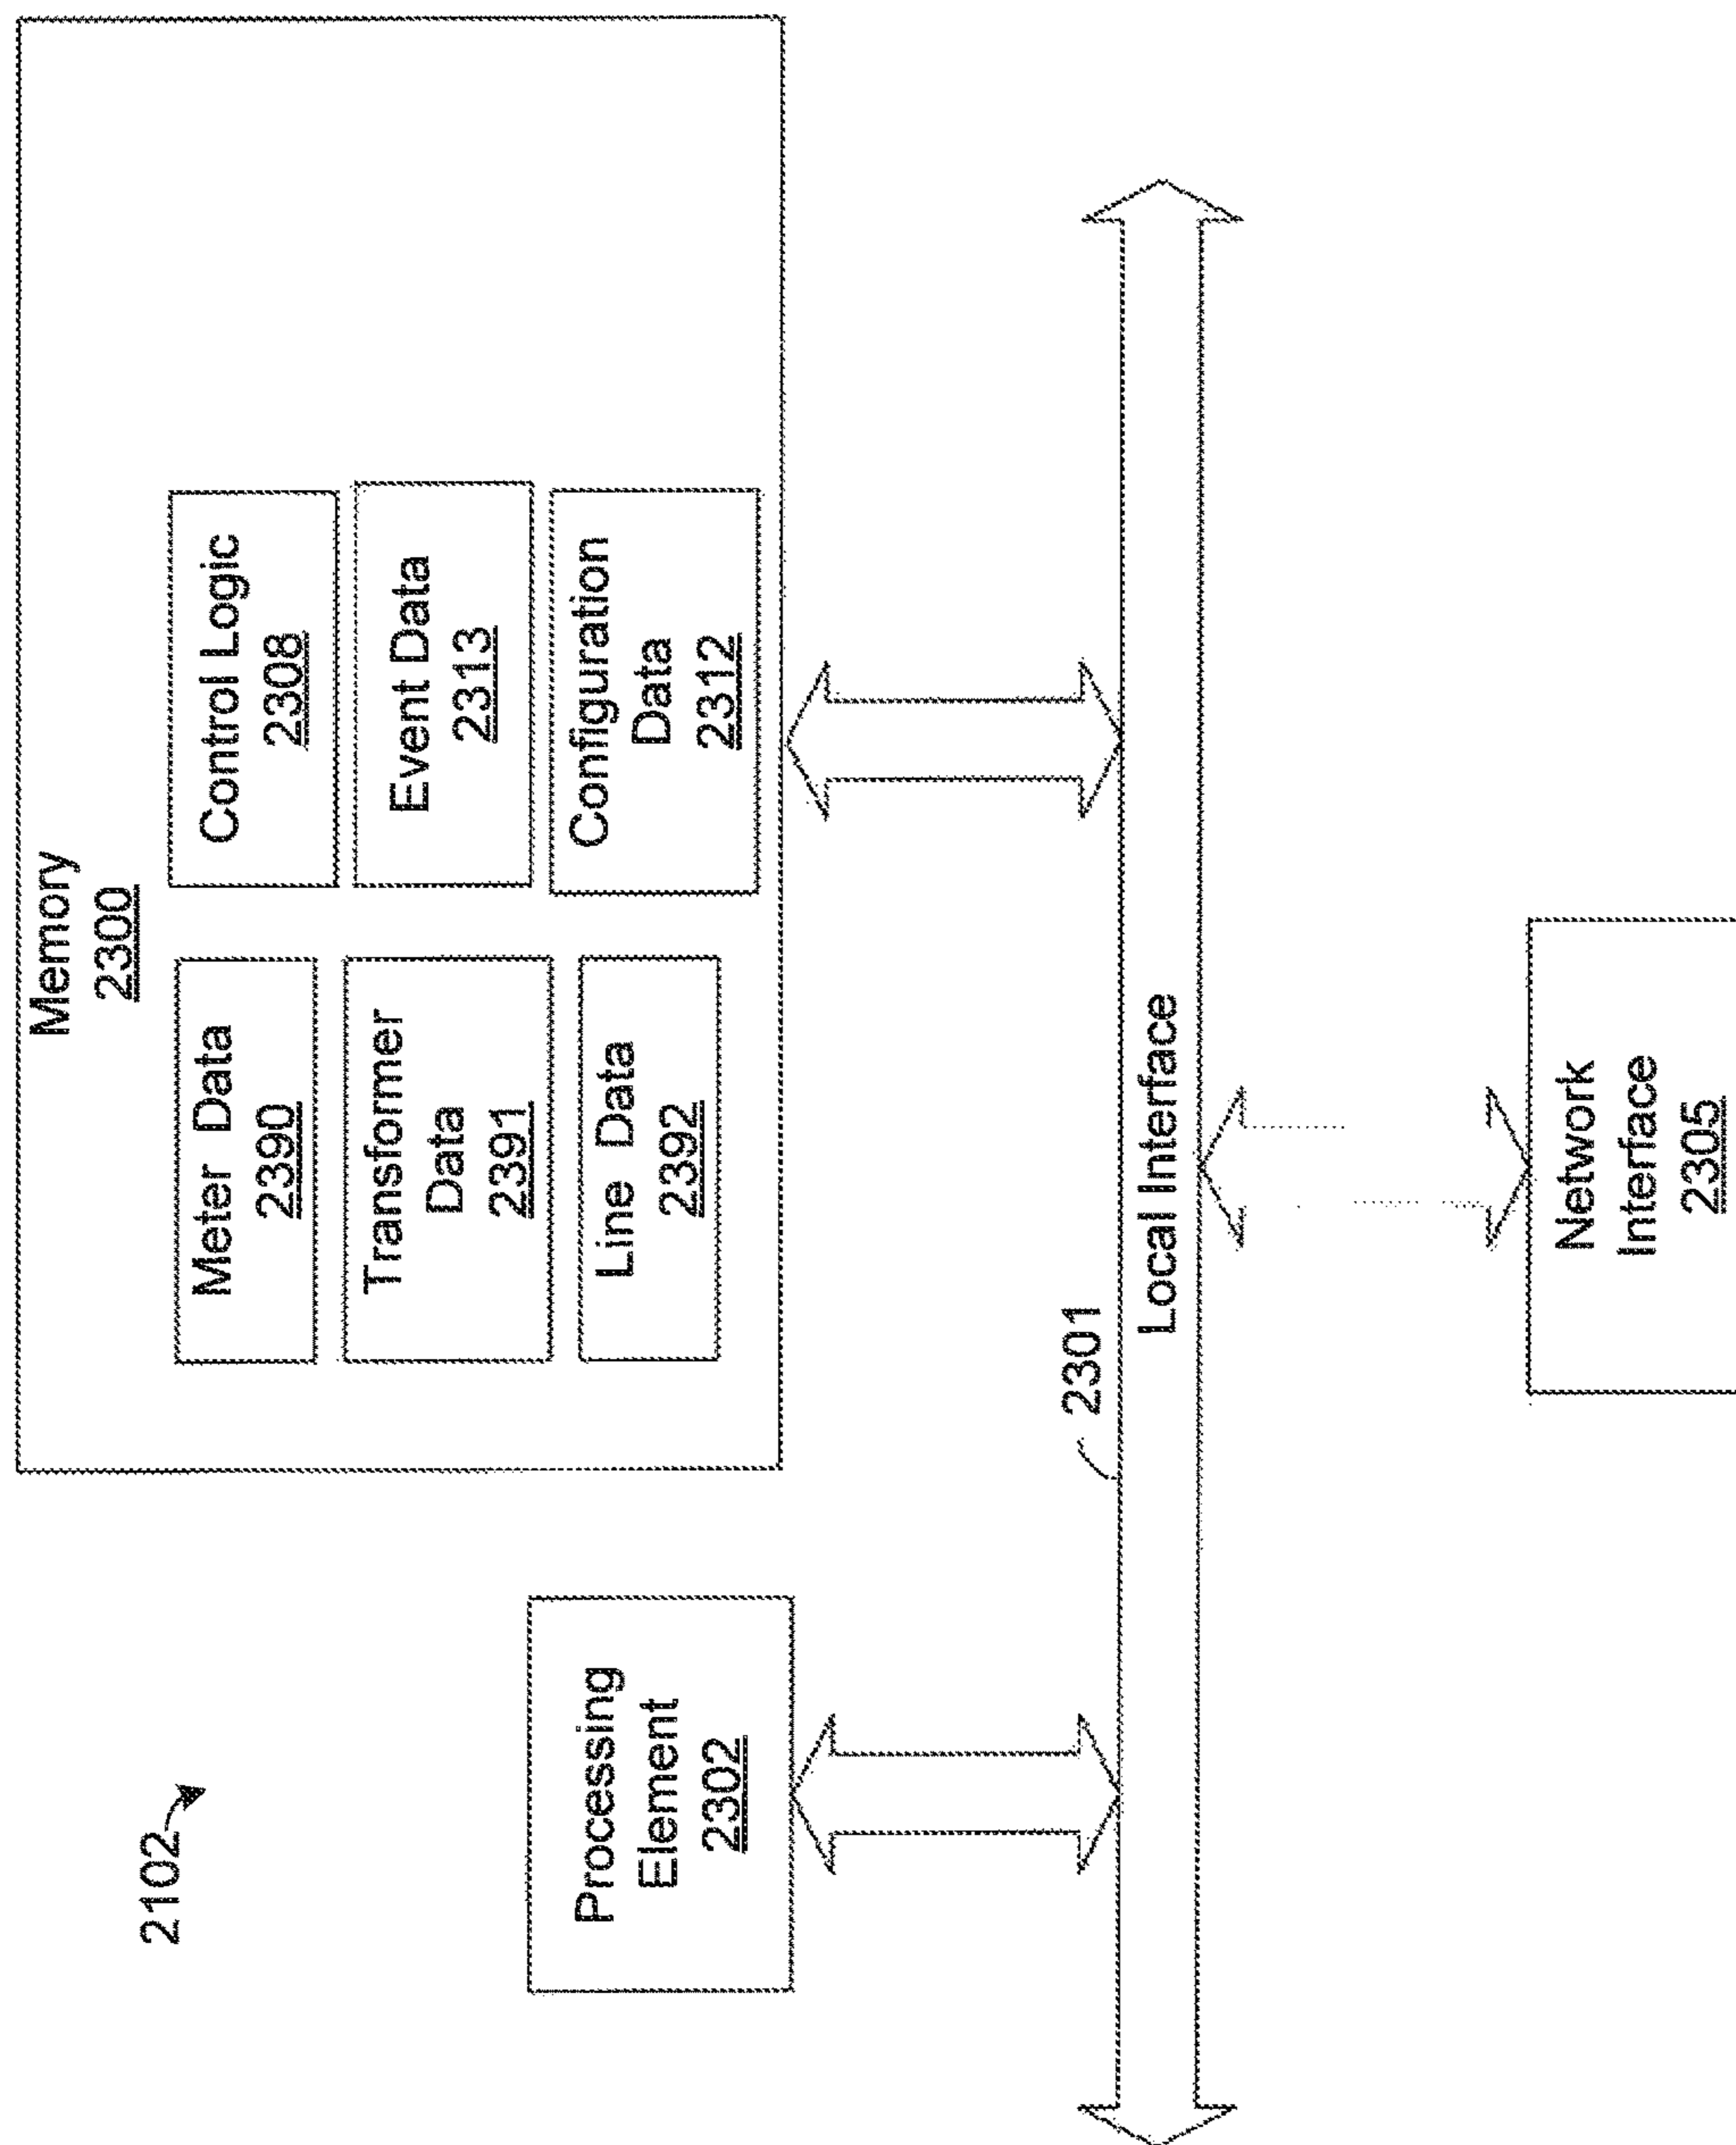 2102
Memory
2300
Meter Data
2390
Control Logic
2308
Transformer
Data
2391
Event Data
2313
Line Data
2392
Configuration
Data
2312
Processing
Element
2302
2301
Local Interface
Network
Interface
2305